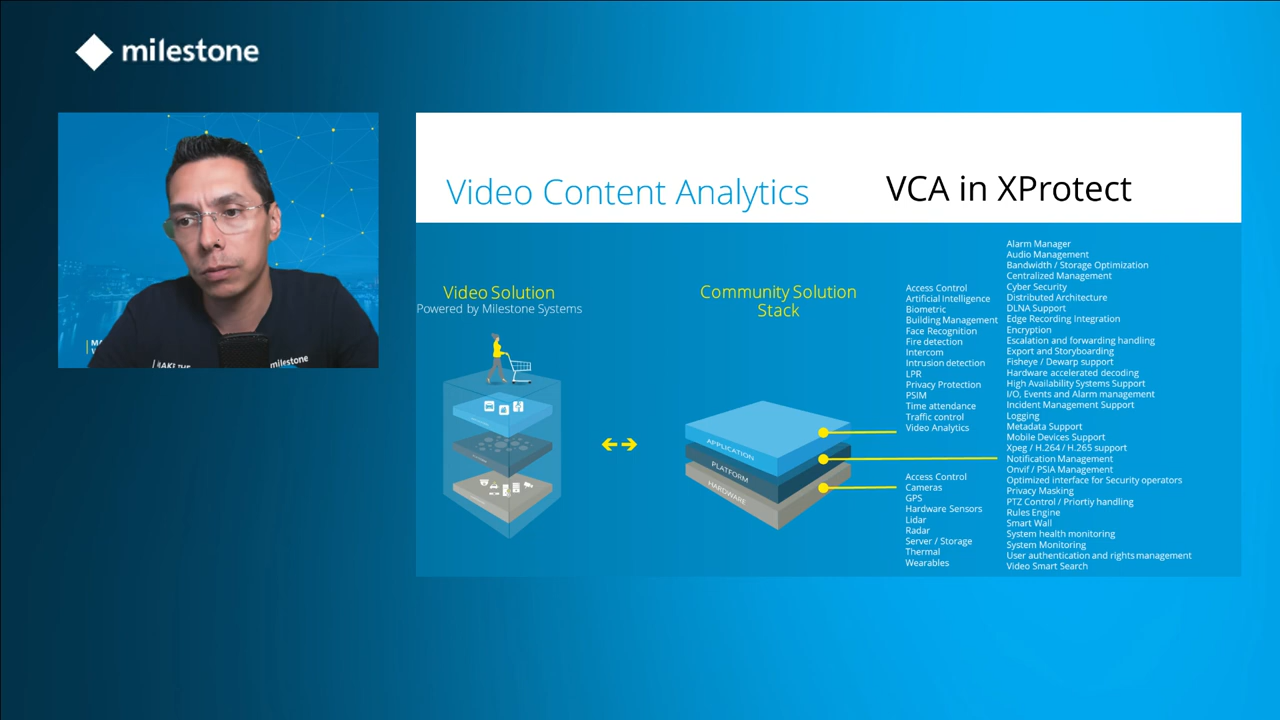 milestone
Video Content Analytics
VCA in XProtect
milestone
Video Solution
Powered by Milestone Systems
Community Solution
Stack
APPLICATION
PLATFORM
HARDWARE
Access Control
Artificial Intelligence
Biometric
Building Management
Face Recognition
Fire detection
Intercom
Intrusion detection
LPR
Privacy Protection
PSIM
Time attendance
Traffic control
Video Analytics
Access Control
Cameras
GPS
Hardware Sensors
Lidar
Radar
Server / Storage
Thermal
Wearables
Alarm Manager
Audio Management
Bandwidth / Storage Optimization
Centralized Management
Cyber Security
Distributed Architecture
DLNA Support
Edge Recording Integration
Encryption
Escalation and forwarding handling
Export and Storyboarding
Fisheye / Dewarp support
Hardware accelerated decoding
High Availability Systems Support
I/O, Events and Alarm management
Incident Management Support
Logging
Metadata Support
Mobile Devices Support
Xpeg / H.264 / H.265 support
Notification Management
Onvif / PSIA Management
Optimized interface for Security operators
Privacy Masking
PTZ Control / Priortiy handling
Rules Engine
Smart Wall
System health monitoring
System Monitoring
User authentication and rights management
Video Smart Search